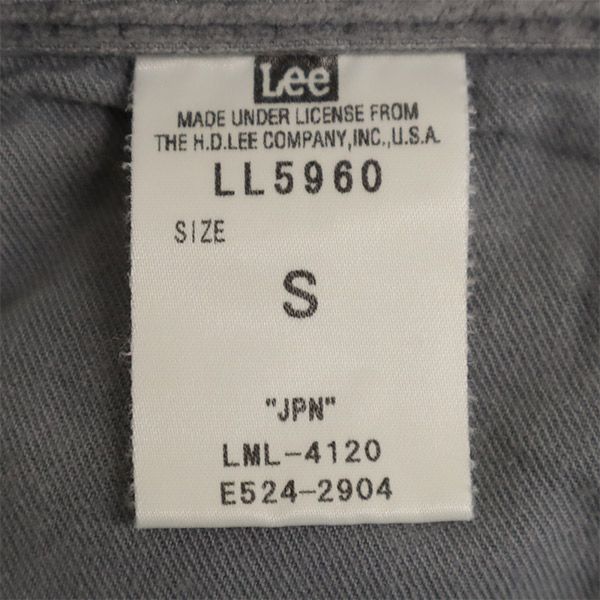 Lee
MADE UNDER LICENSE FROM
THE H.D.LEE COMPANY,INC.,U.S.A.
LL5960
SIZE
S
"JPN"
LML-4120
E524-2904